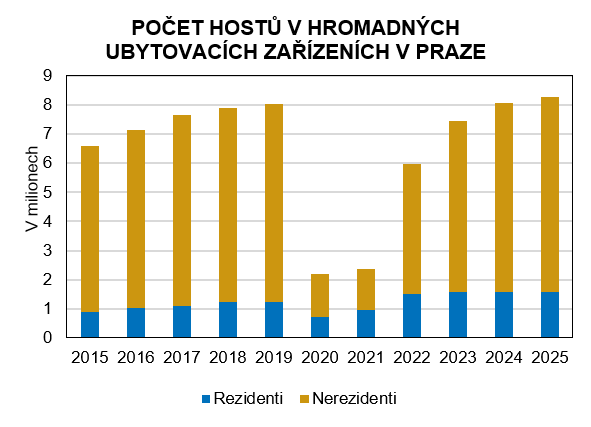 POČET HOSTŮ V HROMADNÝCH
UBYTOVACÍCH ZAŘÍZENÍCH V PRAZE
V milionech
9
8
7
6
5
4
3
2
1
0
2015 2016 2017 2018 2019 2020 2021 2022 2023 2024 2025
Rezidenti Nerezidenti